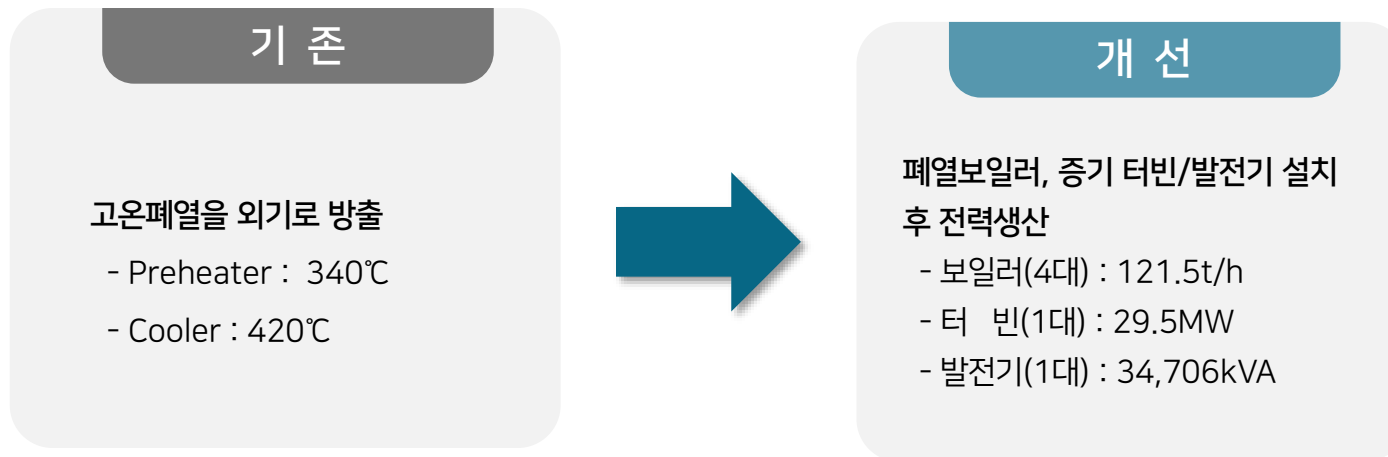 기 존
고온폐열을 외기로 방출
- Preheater : 340℃
- Cooler : 420℃
개 선
폐열보일러, 증기 터빈/발전기 설치
후 전력생산
- 보일러(4대) : 121.5t/h
- 터 빈(1대) : 29.5MW
- 발전기(1대) : 34,706kVA